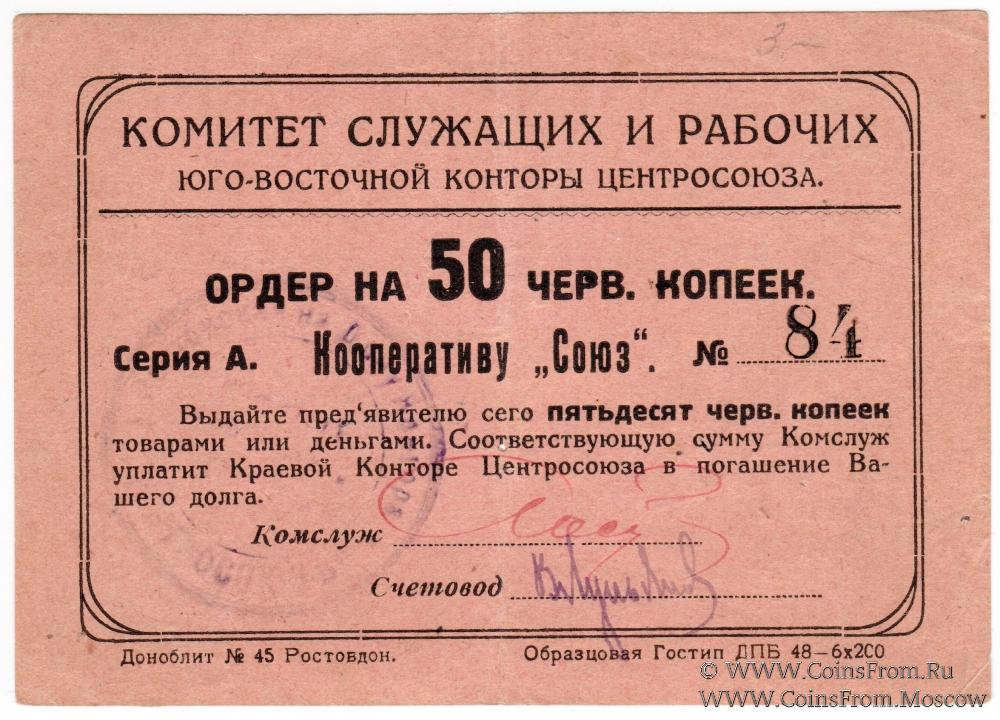 3-
КОМИТЕТ СЛУЖАЩИХ И РАБОЧИХ
ЮГО-ВОСТОЧНОЙ КОНТОРЫ ЦЕНТРОСОЮЗА.
ОРДЕР НА 50 ЧЕРВ. КОПЕЕК.
Серия А. Кооперативу „Союз“. № 84
Выдайте пред‘явителю сего пятьдесят черв. копеек
товарами или деньгами. Соответствующую сумму Комслуж
уплатит Краевой Конторе Центросоюза в погашение Ва-
шего долга.
Комслуж
Счетовод
Доноблит № 45 Ростовдон. Образцовая Гостип ДПБ 48-6x200
© WWW.CoinsFrom.Ru
WWW.CoinsFrom.Moscow